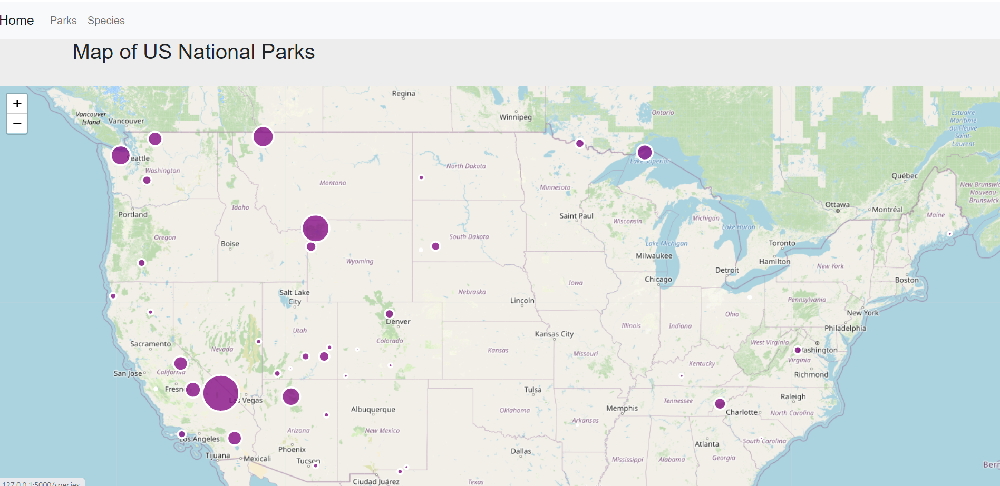 Home Parks Species
Map of US National Parks
+
−
Regina
Winnipeg
Ontario
Estuaire
Maritime
du Fleuve
Saint-
Laurent
Vancouver
Island
Vancouver
Seattle
Washington
Lake Superior
North Dakota
Montana
Minnesota
Québec
New Brunswic
Nouveau-
Brunswick
Portland
Idaho
Saint Paul
Wisconsin
Michigan
Ottawa
Montréal
Maine
Lake Huron
Oregon
Boise
South Dakota
Lake Michigan
Toronto
Wyoming
Milwaukee
Hamilton
New York
Detroit
Chicago
Boston
Iowa
Salt Lake
City
Nebraska
Lincoln
Pennsylvania
New York
Ohio
Denver
Illinois
Indiana
Philadelphia
Utah
Kansas City
Sacramento
Nevada
Colorado
Kansas
Missouri
West Virginia
Washington
Virginia
Kentucky
San Jose
California
Richmond
Fresn
Las Vegas
Tulsa
Raleigh
Tennessee
Albuquerque
Oklahoma
Memphis
Charlotte
North Carolina
Arkansas
Arizona
New Mexico
Los Angeles
South Carolina
Atlanta
Phoenix
Dallas
Tijuana
Mexicali
Tucson
Mississippi
Alabama
Georgia
Ber
Ciudad Juárez
Texas
127.0.0.1:5000/species